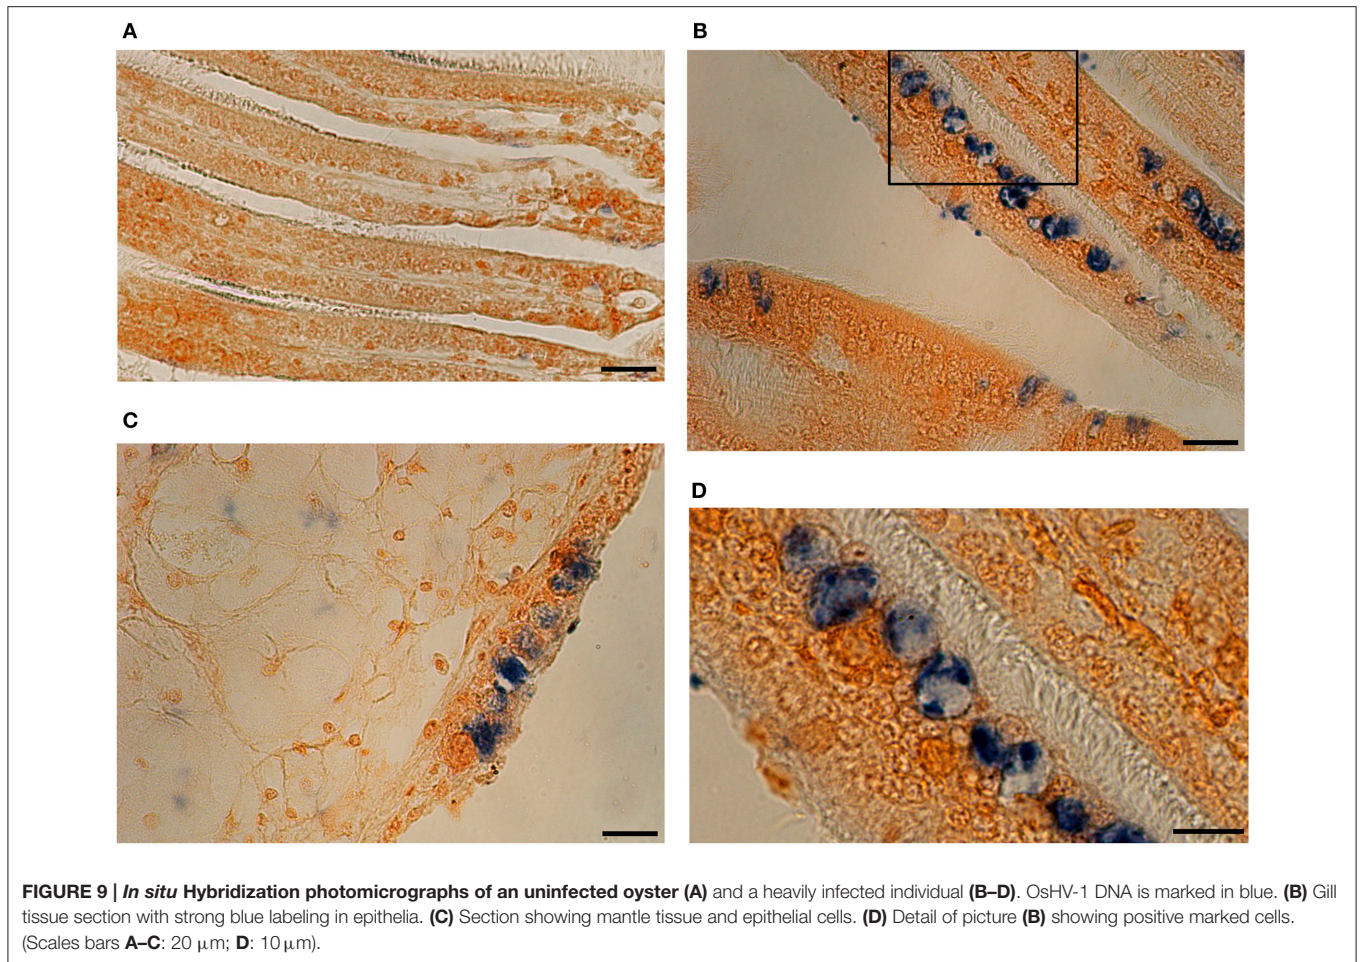 A
B
C
D
FIGURE 9 | In situ Hybridization photomicrographs of an uninfected oyster (A) and a heavily infected individual (B–D). OsHV-1 DNA is marked in blue. (B) Gill
tissue section with strong blue labeling in epithelia. (C) Section showing mantle tissue and epithelial cells. (D) Detail of picture (B) showing positive marked cells.
(Scales bars A–C: 20 μm; D: 10 μm).